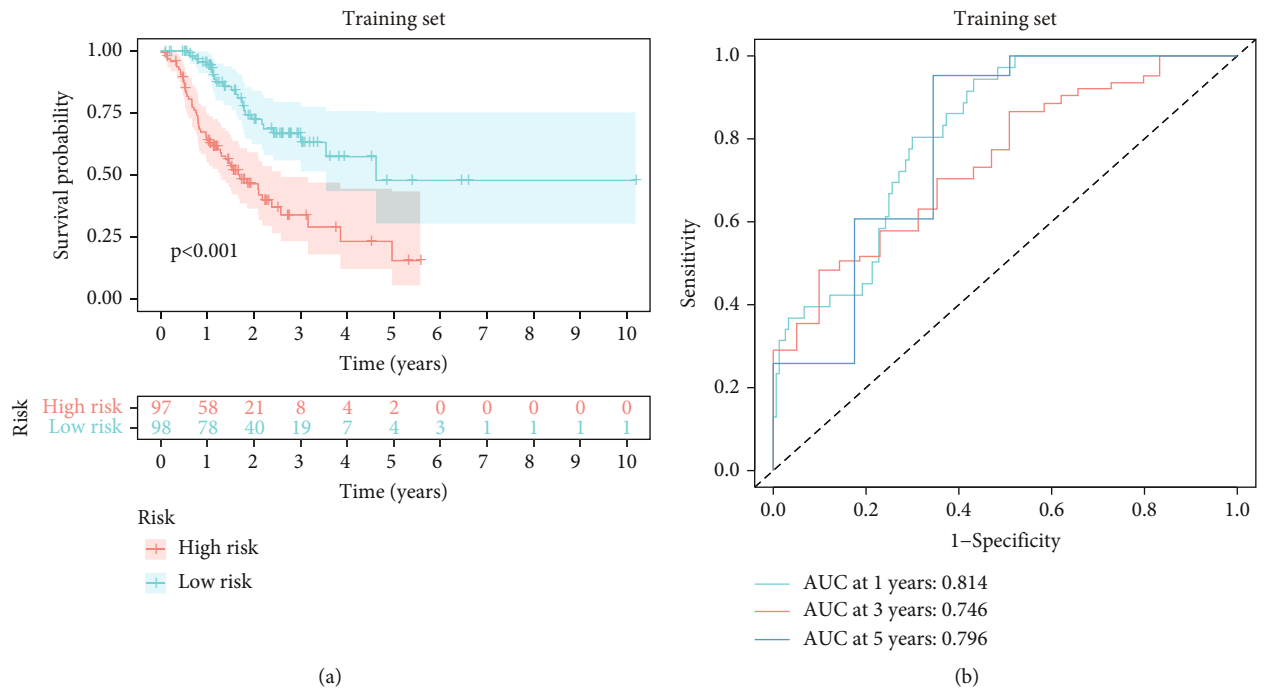 Training set
Survival probability
1.00
0.75
0.50
0.25
0.00
p<0.001
0 1 2 3 4 5 6 7 8 9 10
Time (years)
Risk
High risk 97 58 21 8 4 2 0 0 0 0 0
Low risk 98 78 40 19 7 4 3 1 1 1 1
0 1 2 3 4 5 6 7 8 9 10
Time (years)
Risk
High risk
Low risk
(a)
Training set
Sensitivity
1.0
0.8
0.6
0.4
0.2
0.0
0.0 0.2 0.4 0.6 0.8 1.0
1−Specificity
AUC at 1 years: 0.814
AUC at 3 years: 0.746
AUC at 5 years: 0.796
(b)